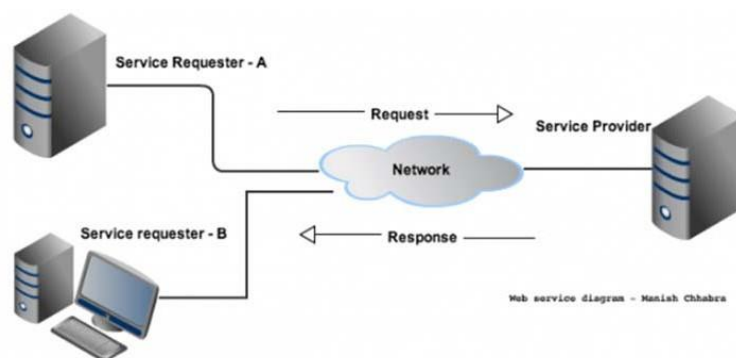 Service Requester - A
Request
Service Provider
Network
Service requester - B
Response
Web service diagram - Manish Chhabra